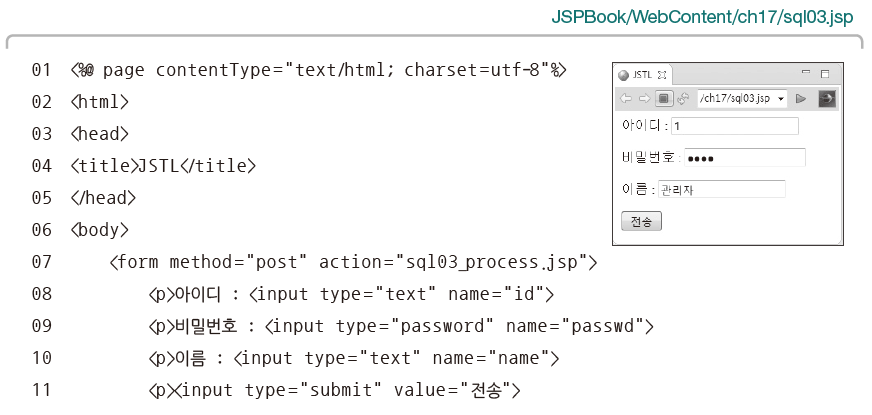 JSPBook/WebContent/ch17/sql03.jsp
01 <%@ page contentType="text/html; charset=utf-8"%>
02 <html>
03 <head>
04 <title>JSTL</title>
05 </head>
06 <body>
07 <form method="post" action="sql03_process.jsp">
08 <p>아이디 : <input type="text" name="id">
09 <p>비밀번호 : <input type="password" name="passwd">
10 <p>이름 : <input type="text" name="name">
11 <p><input type="submit" value="전송">
JSTL
/ch17/sql03.jsp
아이디 : 1
비밀번호 : ●●●●
이름 : 관리자
전송